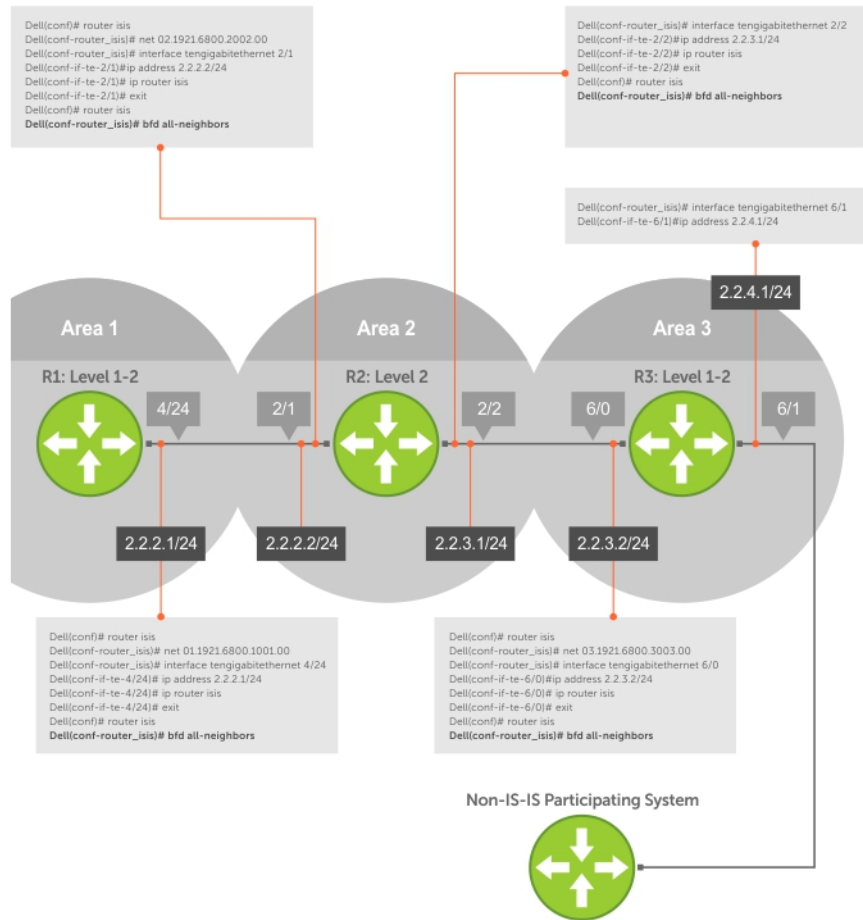 Dell(conf)# router isis
Dell(conf-router_isis)# net 02.1921.6800.2002.00
Dell(conf-router_isis)# interface tengigabitethernet 2/1
Dell(conf-if-te-2/1)#ip address 2.2.2.2/24
Dell(conf-if-te-2/1)# ip router isis
Dell(conf-if-te-2/1)# exit
Dell(conf)# router isis
Dell(conf-router_isis)# bfd all-neighbors
Dell(conf-router_isis)# interface tengigabitethernet 2/2
Dell(conf-if-te-2/2)#ip address 2.2.3.1/24
Dell(conf-if-te-2/2)# ip router isis
Dell(conf-if-te-2/2)# exit
Dell(conf)# router isis
Dell(conf-router_isis)# bfd all-neighbors
Dell(conf-router_isis)# interface tengigabitethernet 6/1
Dell(conf-if-te-6/1)#ip address 2.2.4.1/24
2.2.4.1/24
Area 1
Area 2
Area 3
R1: Level 1-2
R2: Level 2
R3: Level 1-2
4/24
2/1
2/2
6/0
6/1
2.2.2.1/24
2.2.2.2/24
2.2.3.1/24
2.2.3.2/24
Dell(conf)# router isis
Dell(conf-router_isis)# net 01.1921.6800.1001.00
Dell(conf-router_isis)# interface tengigabitethernet 4/24
Dell(conf-if-te-4/24)# ip address 2.2.2.1/24
Dell(conf-if-te-4/24)# ip router isis
Dell(conf-if-te-4/24)# exit
Dell(conf)# router isis
Dell(conf-router_isis)# bfd all-neighbors
Dell(conf)# router isis
Dell(conf-router_isis)# net 03.1921.6800.3003.00
Dell(conf-router_isis)# interface tengigabitethernet 6/0
Dell(conf-if-te-6/0)#ip address 2.2.3.2/24
Dell(conf-if-te-6/0)# ip router isis
Dell(conf-if-te-6/0)# exit
Dell(conf)# router isis
Dell(conf-router_isis)# bfd all-neighbors
Non-IS-IS Participating System